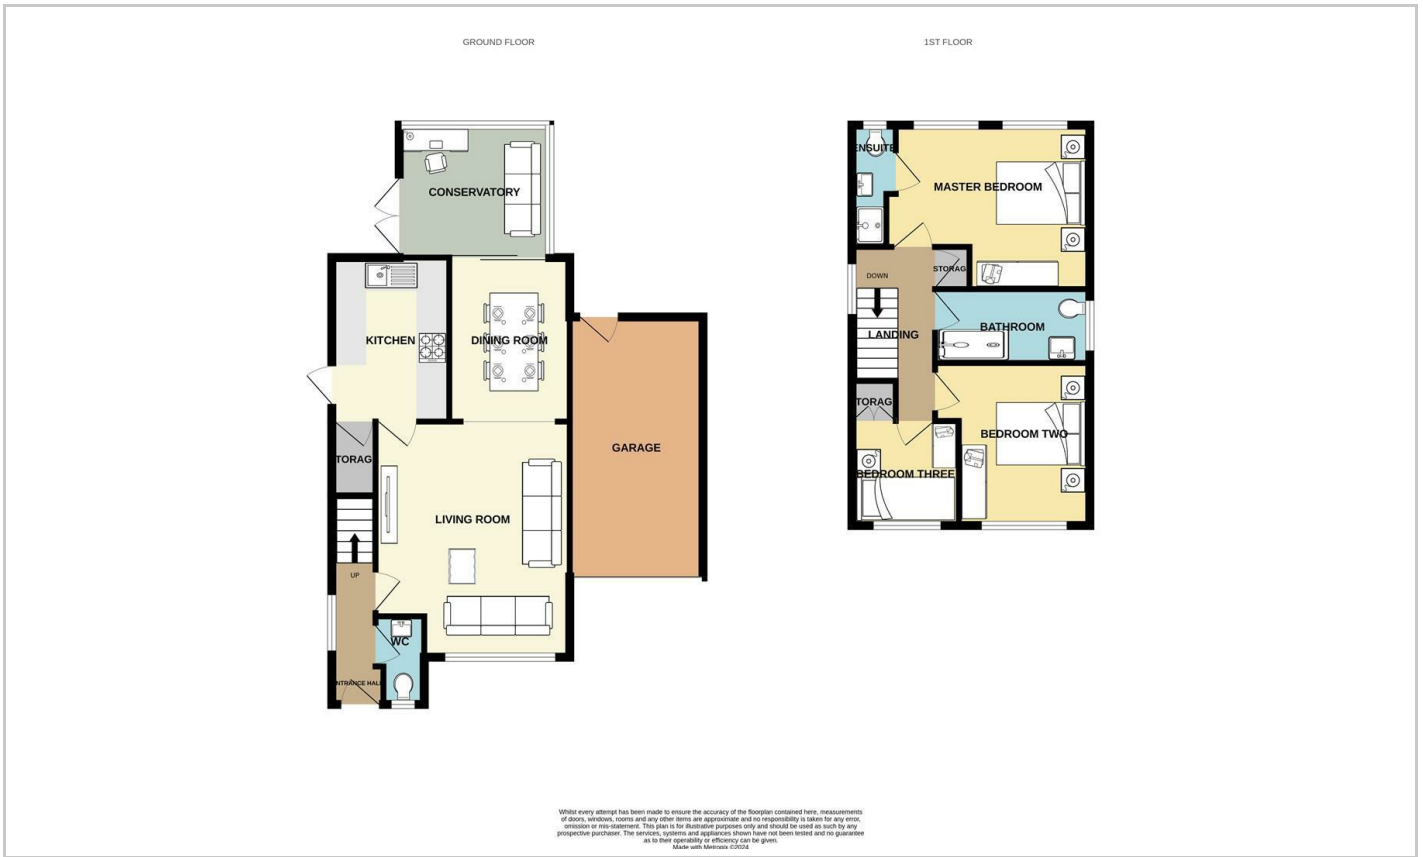 GROUND FLOOR
1ST FLOOR
CONSERVATORY
KITCHEN
DINING ROOM
GARAGE
TORAG
LIVING ROOM
UP
WC
NTRANCE HAL
ENSUITE
MASTER BEDROOM
STORAG
DOWN
BATHROOM
LANDING
TORAG
BEDROOM TWO
BEDROOM THREE
Whilst every attempt has been made to ensure the accuracy of the floorplan contained here, measurements
of doors, windows, rooms and any other items are approximate and no responsibility is taken for any error,
omission or mis-statement. This plan is for illustrative purposes only and should be used as such by any
prospective purchaser. The services, systems and appliances shown have not been tested and no guarantee
as to their operability or efficiency can be given.
Made with Metropix ©2024